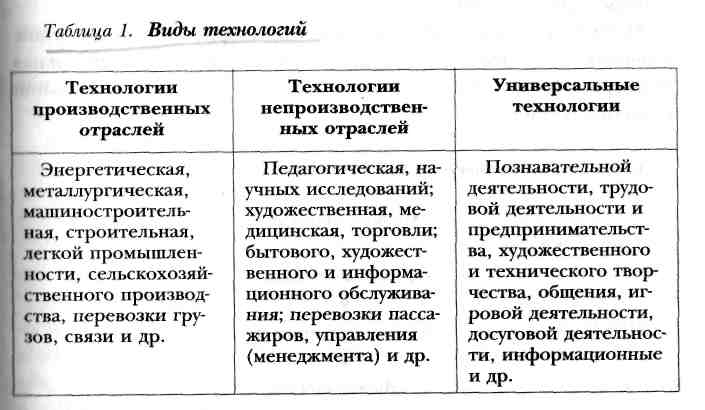 Таблица 1. Виды технологий
Технологии
производственных
отраслей
Энергетическая,
металлургическая,
машиностроитель-
ная, строительная,
легкой промышлен-
ности, сельскохозяй-
ственного производ-
ства, перевозки гру-
зов, связи и др.
Технологии
непроизводствен-
ных отраслей
Педагогическая, на-
учных исследований;
художественная, ме-
дицинская, торговли;
бытового, художест-
венного и информа-
ционного обслужива-
ния; перевозки пасса-
жиров, управления
(менеджмента) и др.
Универсальные
технологии
Познавательной
деятельности, трудо-
вой деятельности и
предпринимательст-
ва, художественного
и технического твор-
чества, общения, иг-
ровой деятельности,
досуговой деятельнос-
ти, информационные
и др.